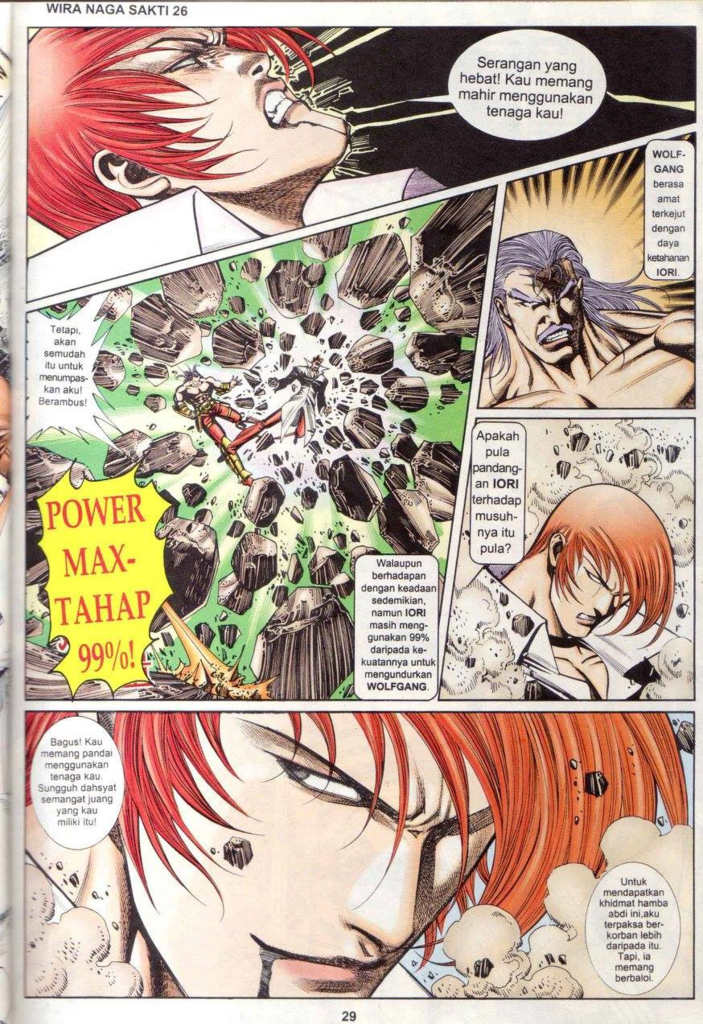 WIRA NAGA SAKTI 26
Serangan yang
hebat! Kau memang
mahir menggunakan
tenaga kau!
WOLF-
GANG
berasa
amat
terkejut
dengan
daya
ketahanan
IORI.
Tetapi,
akan
semudah
itu untuk
menumpas-
kan aku!
Berambus!
POWER
MAX-
TAHAP
99%!
Walaupun
berhadapan
dengan keadaan
sedemikian,
namun IORI
masih meng-
gunakan 99%
daripada ke-
kuatannya untuk
mengundurkan
WOLFGANG.
Apakah
pula
pandang-
an IORI
terhadap
musuh-
nya itu
pula?
Bagus! Kau
memang pandai
menggunakan
tenaga kau.
Sungguh dahsyat
semangat juang
yang kau
miliki itu!
Untuk
mendapatkan
khidmat hamba
abdi ini,aku
terpaksa ber-
korban lebih
daripada itu.
Tapi, ia
memang
berbaloi.
29